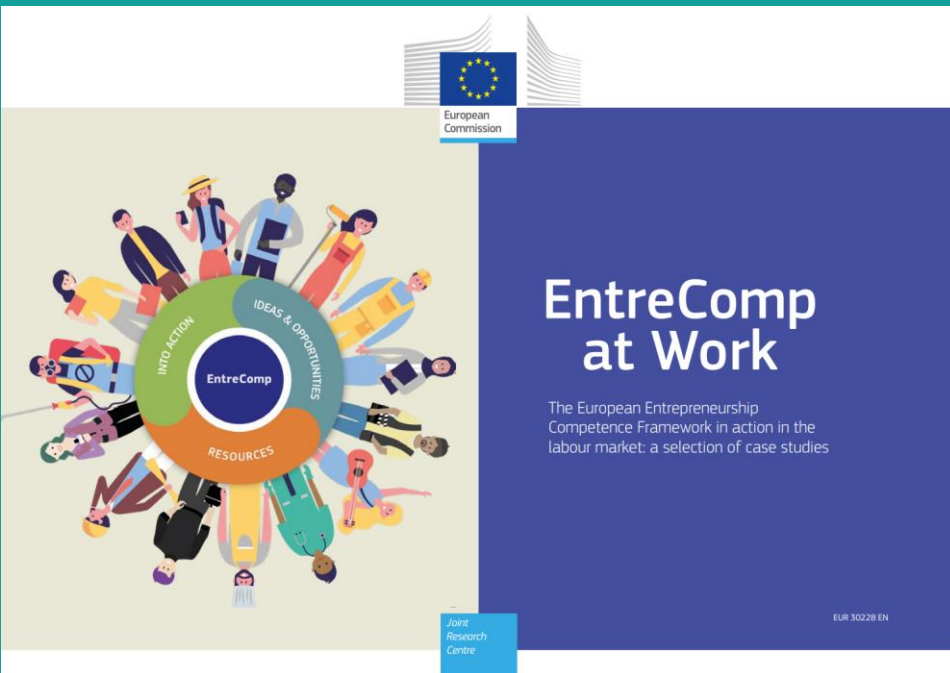 European
Commission
INTO ACTION
IDEAS & OPPORTUNITIES
EntreComp
RESOURCES
EntreComp
at Work
The European Entrepreneurship
Competence Framework in action in the
labour market: a selection of case studies
EUR 30228 EN
Joint
Research
Centre